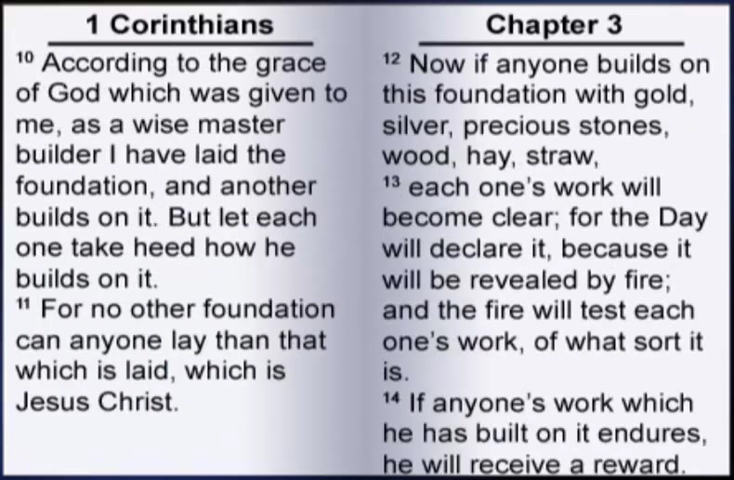 1 Corinthians
10 According to the grace
of God which was given to
me, as a wise master
builder I have laid the
foundation, and another
builds on it. But let each
one take heed how he
builds on it.
11 For no other foundation
can anyone lay than that
which is laid, which is
Jesus Christ.
Chapter 3
12 Now if anyone builds on
this foundation with gold,
silver, precious stones,
wood, hay, straw,
13 each one's work will
become clear; for the Day
will declare it, because it
will be revealed by fire;
and the fire will test each
one's work, of what sort it
is.
14 If anyone's work which
he has built on it endures,
he will receive a reward.